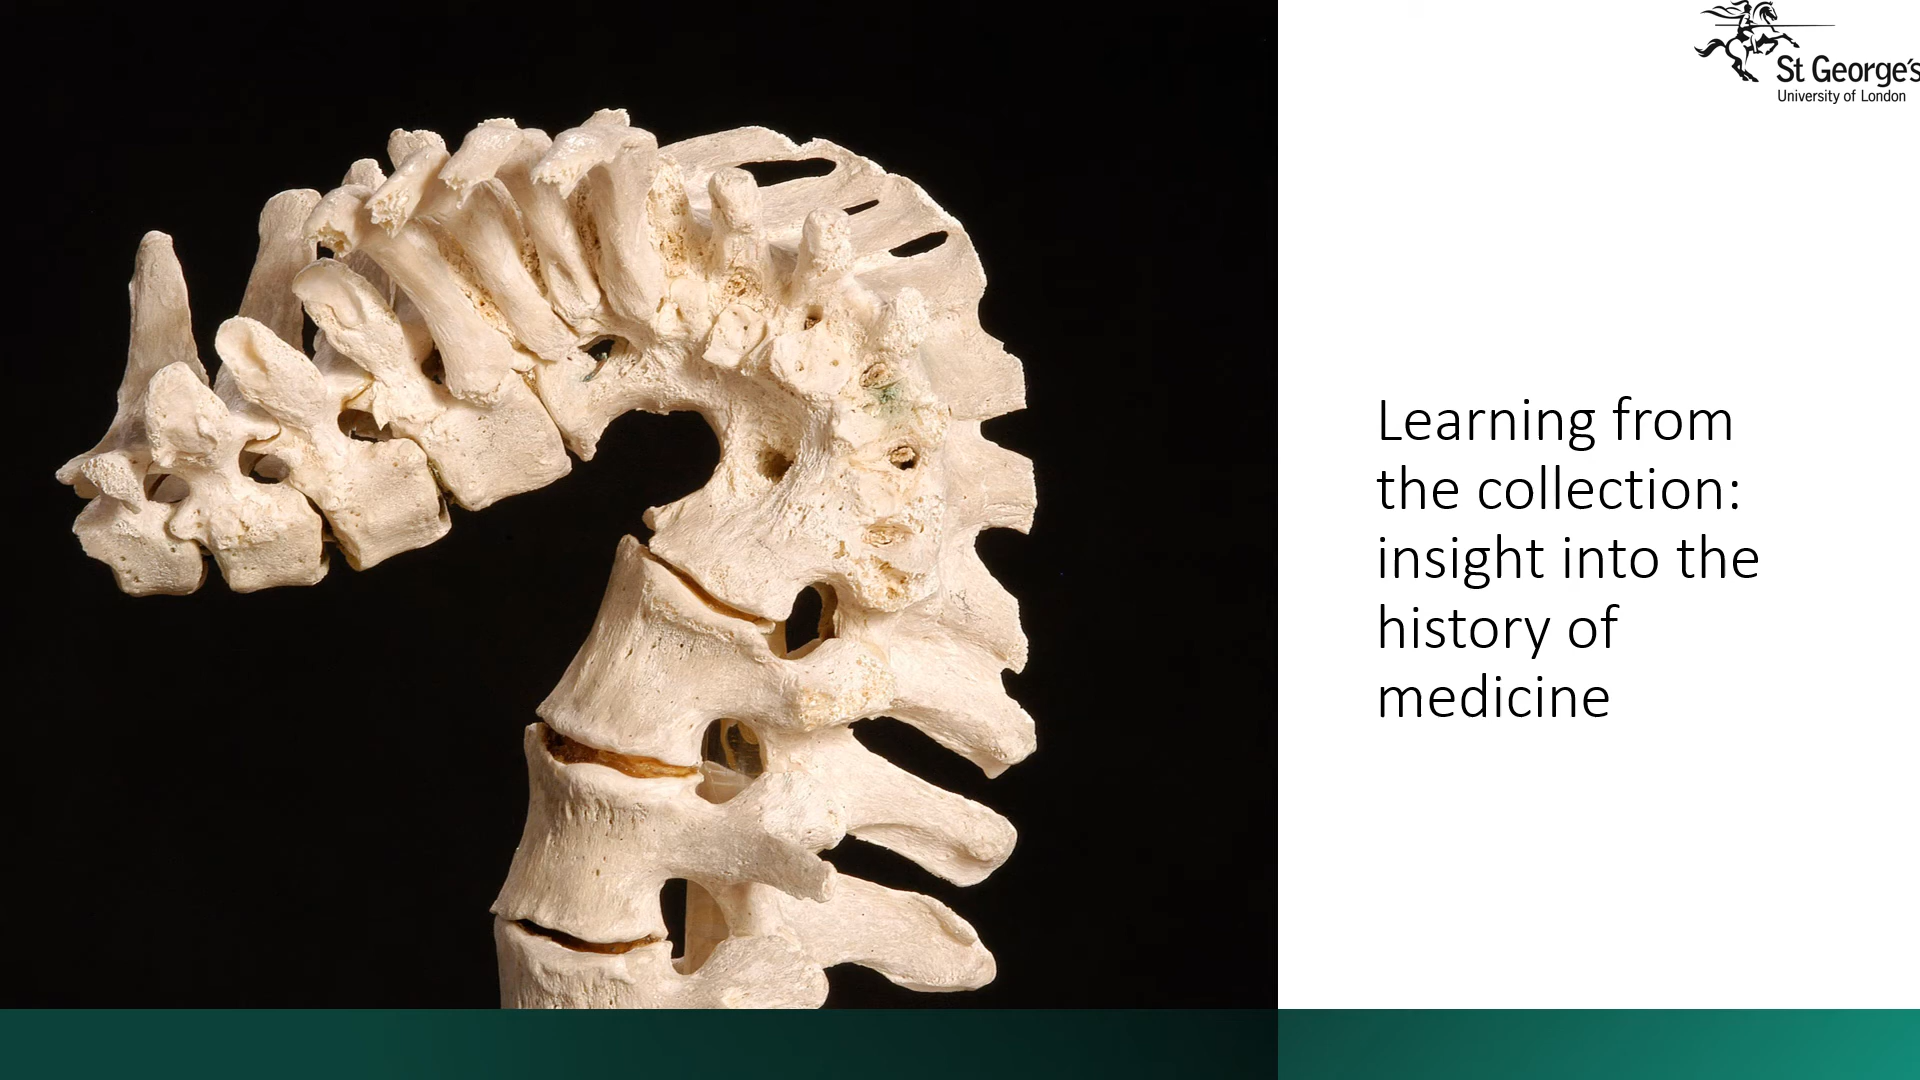 St George's
University of London
Learning from
the collection:
insight into the
history of
medicine